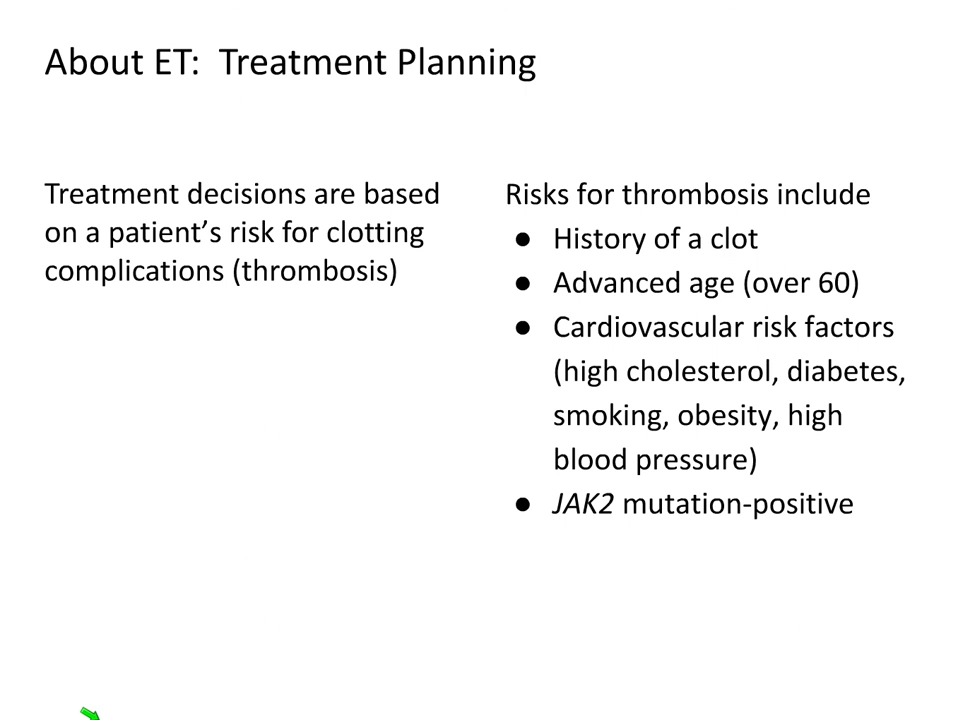 About ET:  Treatment Planning
Treatment decisions are based
on a patient’s risk for clotting
complications (thrombosis)
Risks for thrombosis include
● History of a clot
● Advanced age (over 60)
● Cardiovascular risk factors
(high cholesterol, diabetes,
smoking, obesity, high
blood pressure)
● JAK2 mutation-positive